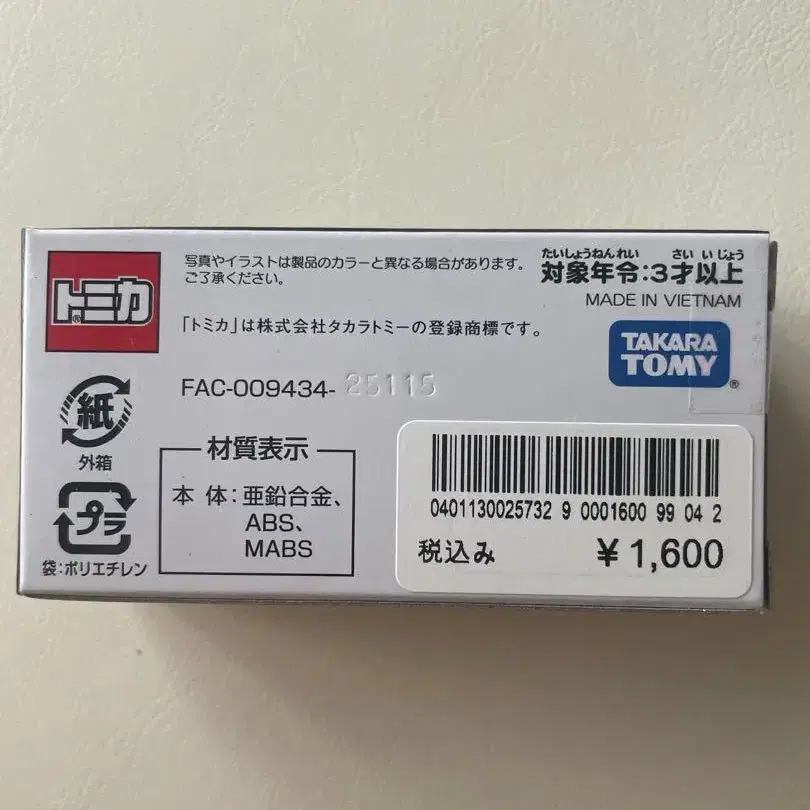 トミカ®
写真やイラストは製品のカラーと異なる場合があります。
ご了承ください。
「トミカ」は株式会社タカラトミーの登録商標です。
たいしょうねんれい さいいじょう
対象年令:3才以上
MADE IN VIETNAM
TAKARA
TOMY®
FAC-009434-25115
紙
外箱
プラ
袋:ポリエチレン
材質表示
本体:亜鉛合金、
ABS、
MABS
0401130025732 9 0001600 99 04 2
税込み ¥1,600